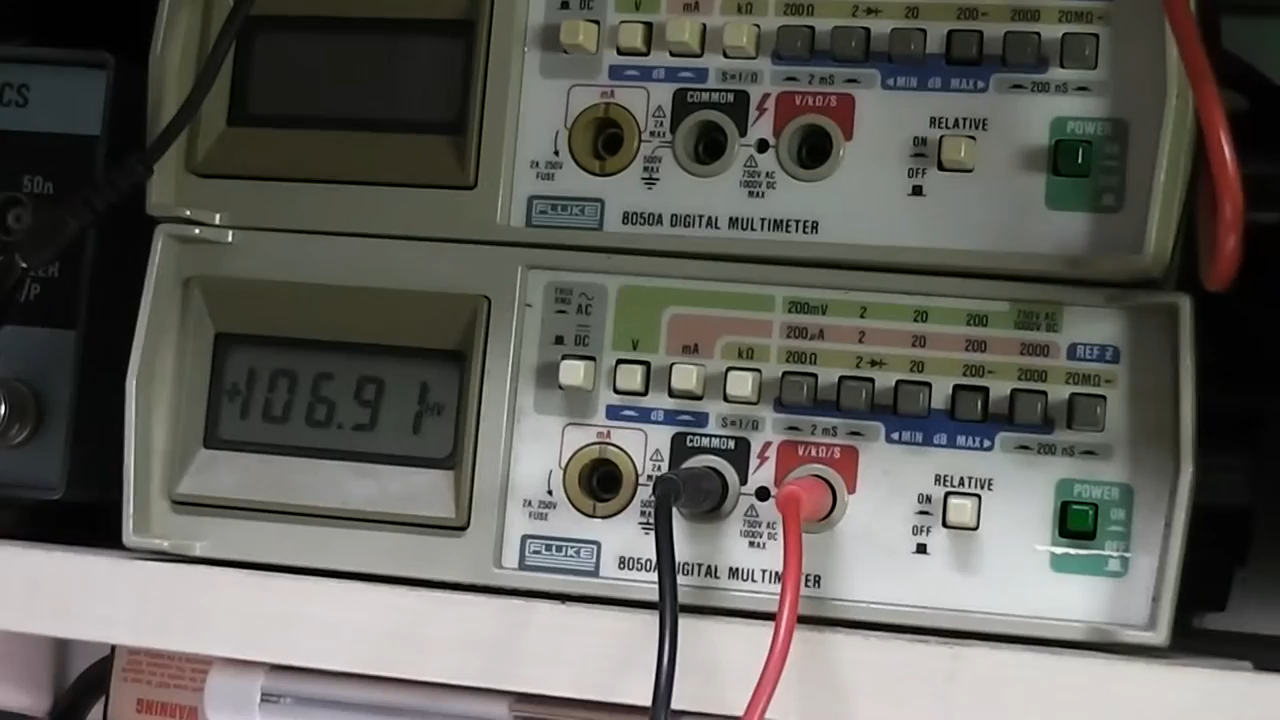 DC V mA kΩ 200Ω 2 20 200 2000 20MΩ
dB S=1/Ω 2 mS ◄MIN dB MAX► 200 nS
CS
50n
mA COMMON V/kΩ/S
2A MAX
2A, 250V FUSE
500V MAX
750V AC
1000V DC
MAX
RELATIVE
ON
OFF
POWER
FLUKE 8050A DIGITAL MULTIMETER
/P
TRUE RMS AC
DC
200mV 2 20 200 750V AC 1000V DC
200µA 2 20 200 2000 REF Z
V mA kΩ 200Ω 2 20 200 2000 20MΩ
+106.91
dB S=1/Ω 2 mS ◄MIN dB MAX► 200 nS
mA COMMON V/kΩ/S
2A
2A, 250V FUSE
750V AC
1000V DC
MAX
RELATIVE
ON
OFF
POWER
ON
OFF
FLUKE 8050A DIGITAL MULTIMETER
WARNING